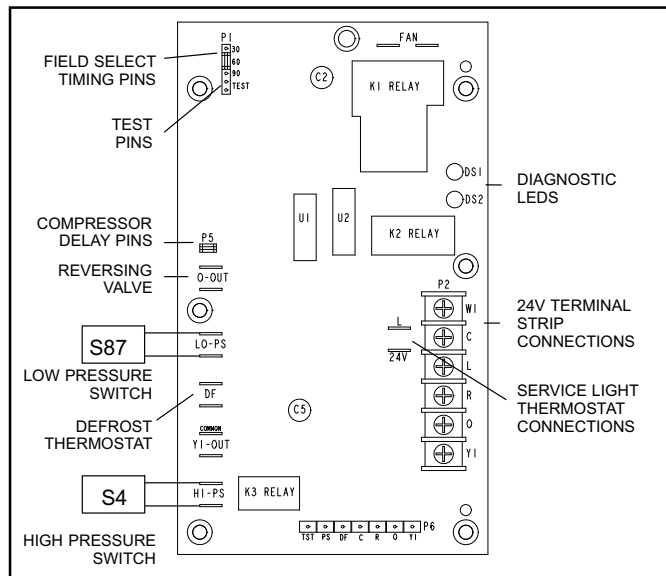 FIELD SELECT
TIMING PINS
TEST
PINS
COMPRESSOR
DELAY PINS
REVERSING
VALVE
S87
LOW PRESSURE
SWITCH
DEFROST
THERMOSTAT
S4
HIGH PRESSURE
SWITCH
P1
30
60
90
TEST
FAN
C2
K1 RELAY
DS1
DS2
U1
U2
K2 RELAY
P5
O-OUT
LO-PS
DF
COMMON
Y1-OUT
HI-PS
C5
K3 RELAY
L
24V
P2
W1
C
L
R
O
Y1
P6
TST PS DF C R O Y1
DIAGNOSTIC
LEDS
24V TERMINAL
STRIP
CONNECTIONS
SERVICE LIGHT
THERMOSTAT
CONNECTIONS